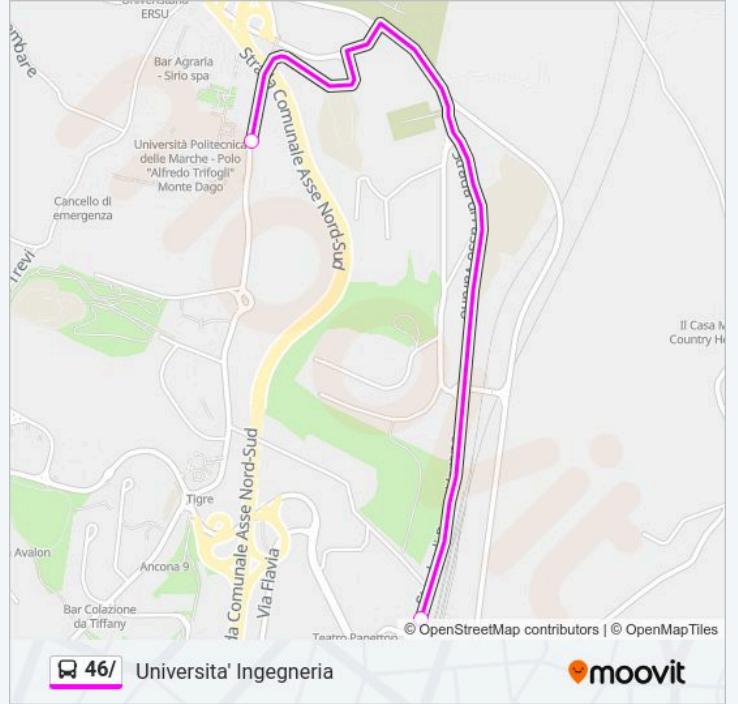 ERSU
Bar Agraria
- Sirio spa
Strada Comunale Asse Nord-Sud
Università Politecnica
delle Marche - Polo
"Alfredo Trifogli"
Monte Dago
Cancello di
emergenza
Trevi
Il Casa M
Country H
Strada Comunale Asse Nord-Sud
Tigre
Avalon
Ancona 9
Via Flavia
Bar Colazione
da Tiffany
Teatro Panettone
© OpenStreetMap contributors | © OpenMapTiles
46/ Universita' Ingegneria
moovit